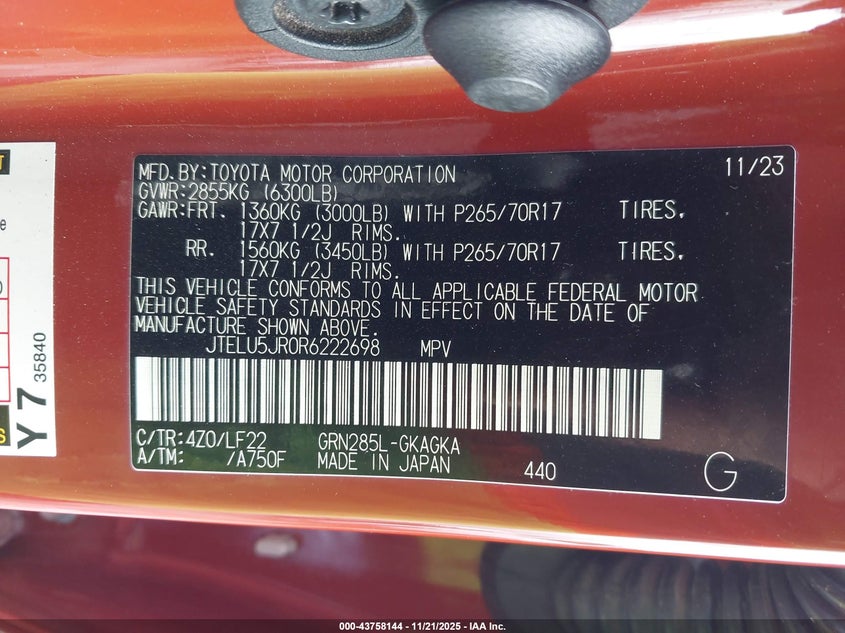 MFD.BY:TOYOTA MOTOR CORPORATION 11/23
GVWR:2855KG (6300LB)
GAWR:FRT. 1360KG (3000LB) WITH P265/70R17 TIRES.
17X7 1/2J RIMS.
RR. 1560KG (3450LB) WITH P265/70R17 TIRES.
17X7 1/2J RIMS.
THIS VEHICLE CONFORMS TO ALL APPLICABLE FEDERAL MOTOR
VEHICLE SAFETY STANDARDS IN EFFECT ON THE DATE OF
MANUFACTURE SHOWN ABOVE.
JTELU5JR0R6222698 MPV
C/TR:4Z0/LF22 GRN285L-GKAGKA
A/TM: /A750F MADE IN JAPAN 440 G
Y7 35840
000-43758144 - 11/21/2025 - IAA Inc.